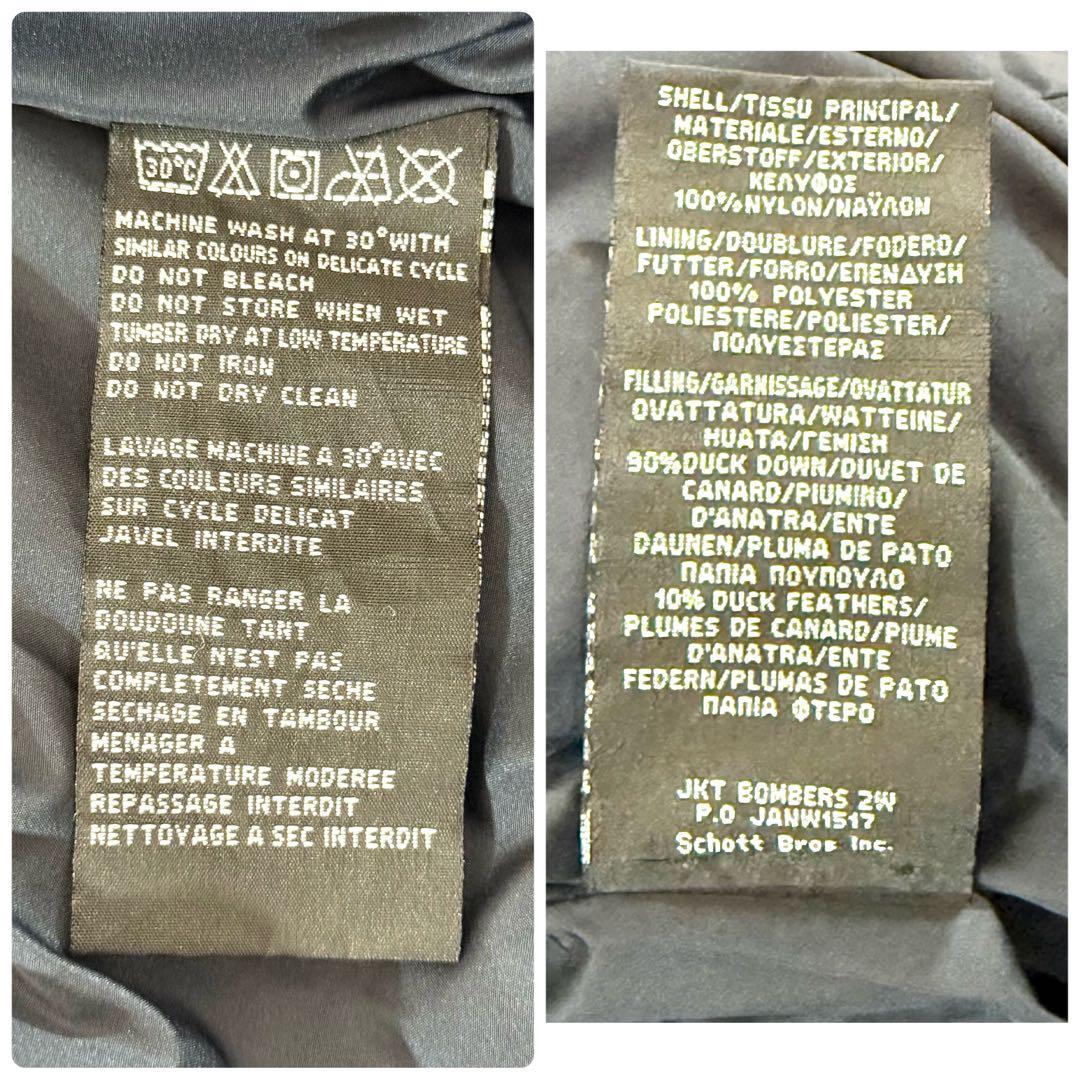 30°C
MACHINE WASH AT 30°WITH
SIMILAR COLOURS ON DELICATE CYCLE
DO NOT BLEACH
DO NOT STORE WHEN WET
TUMBER DRY AT LOW TEMPERATURE
DO NOT IRON
DO NOT DRY CLEAN
LAVAGE MACHINE A 30°AVEC
DES COULEURS SIMILAIRES
SUR CYCLE DELICAT
JAVEL INTERDITE
NE PAS RANGER LA
DOUDOUNE TANT
QU'ELLE N'EST PAS
COMPLETEMENT SECHE
SECHAGE EN TAMBOUR
MENAGER A
TEMPERATURE MODEREE
REPASSAGE INTERDIT
NETTOYAGE A SEC INTERDIT
SHELL/TISSU PRINCIPAL/
MATERIALE/ESTERNO/
OBERSTOFF/EXTERIOR/
ΚΕΛΥΦΟΣ
100%NYLON/ΝΑΫΛΟΝ
LINING/DOUBLURE/FODERO/
FUTTER/FORRO/ΕΠΕΝΔΥΣΗ
100% POLYESTER
POLIESTERE/POLIESTER/
ΠΟΛΥΕΣΤΕΡΑΣ
FILLING/GARNISSAGE/OVATTATUR
OVATTATURA/WATTEINE/
HUATA/ΓΕΜΙΣΗ
90%DUCK DOWN/DUVET DE
CANARD/PIUMINO/
D'ANATRA/ENTE
DAUNEN/PLUMA DE PATO
ΠΑΠΙΑ ΠΟΥΠΟΥΛΟ
10% DUCK FEATHERS/
PLUMES DE CANARD/PIUME
D'ANATRA/ENTE
FEDERN/PLUMAS DE PATO
ΠΑΠΙΑ ΦΤΕΡΟ
JKT BOMBERS 2W
P.O JANW1517
Schott Bros Inc.